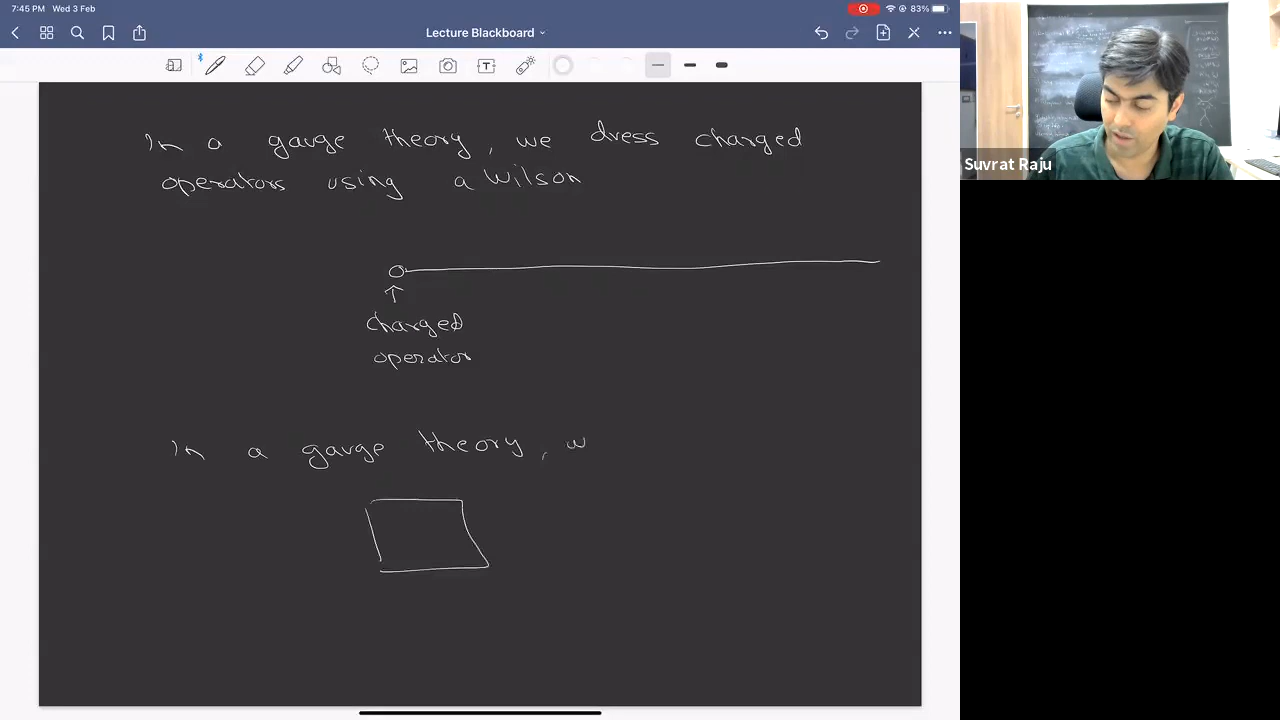 7:45 PM Wed 3 Feb
83%
Lecture Blackboard
T
Suvrat Raju
In a gauge theory, we dress charged
operators using a Wilson
charged
operator
In a gauge theory, w